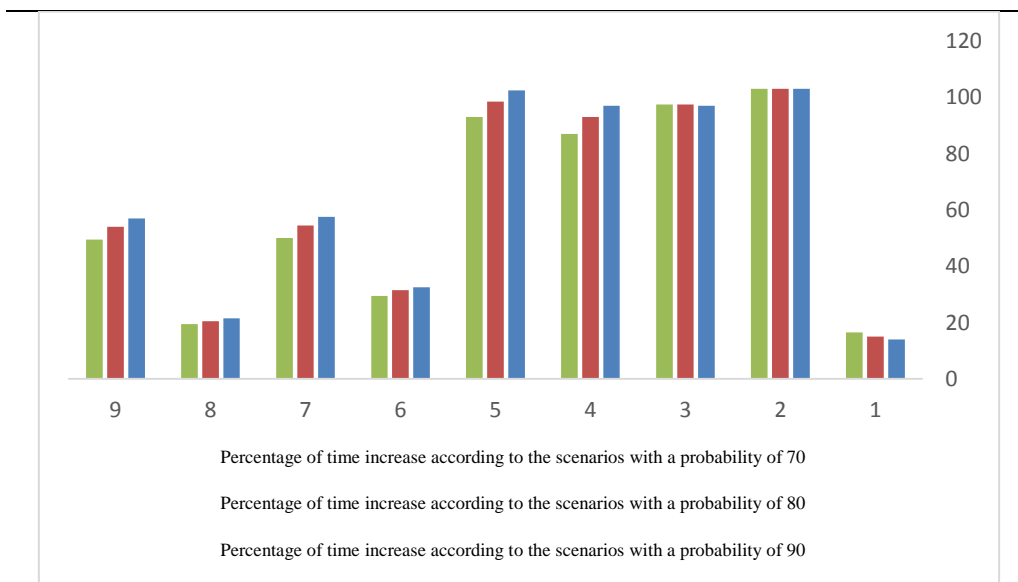 120
100
80
60
40
20
0
9 8 7 6 5 4 3 2 1
Percentage of time increase according to the scenarios with a probability of 70
Percentage of time increase according to the scenarios with a probability of 80
Percentage of time increase according to the scenarios with a probability of 90